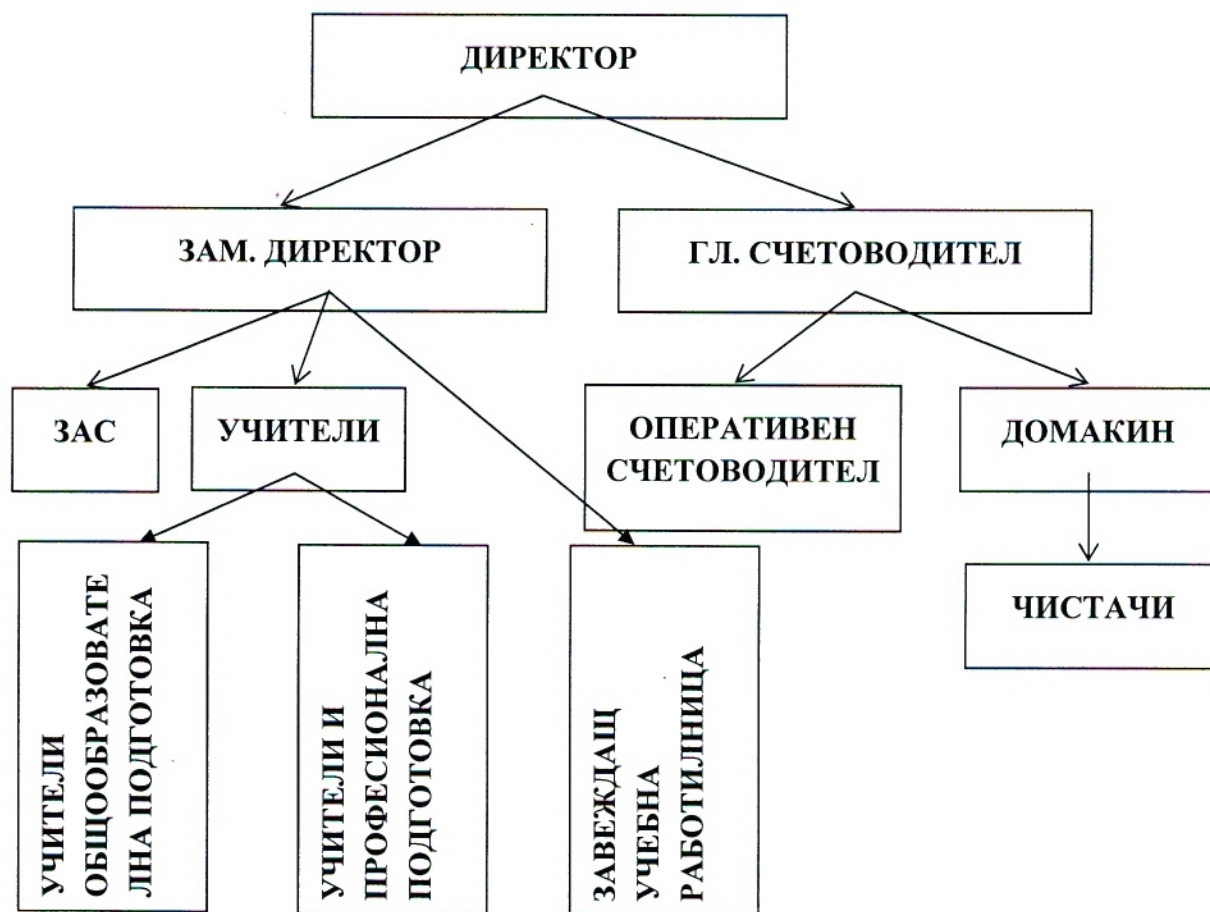 ДИРЕКТОР
ЗАМ. ДИРЕКТОР
ГЛ. СЧЕТОВОДИТЕЛ
ЗАС
УЧИТЕЛИ
ОПЕРАТИВЕН
СЧЕТОВОДИТЕЛ
ДОМАКИН
УЧИТЕЛИ
ОБЩООБРАЗОВАТЕ
ЛНА ПОДГОТОВКА
УЧИТЕЛИ И
ПРОФЕСИОНАЛНА
ПОДГОТОВКА
ЗАВЕЖДАЩ
УЧЕБНА
РАБОТИЛНИЦА
ЧИСТАЧИ